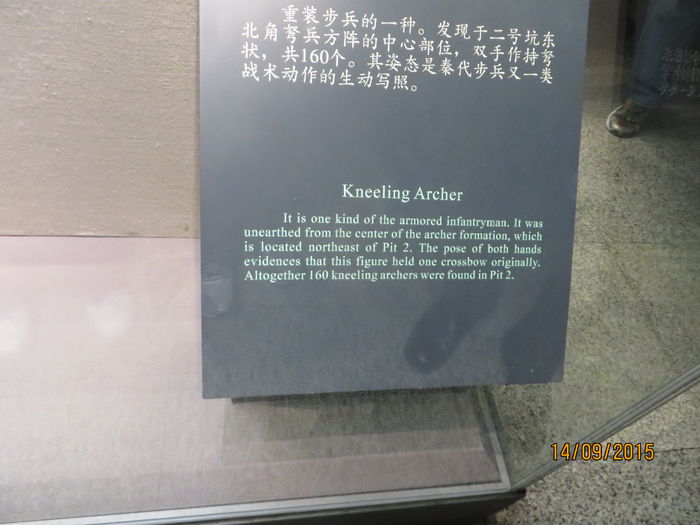 重装步兵的一种。发现于二号坑东
北角弩兵方阵的中心部位，双手作持弩
状，共160个。其姿态是秦代步兵又一类
战术动作的生动写照。
Kneeling Archer
It is one kind of the armored infantryman. It was
unearthed from the center of the archer formation, which
is located northeast of Pit 2. The pose of both hands
evidences that this figure held one crossbow originally.
Altogether 160 kneeling archers were found in Pit 2.
14/09/2015